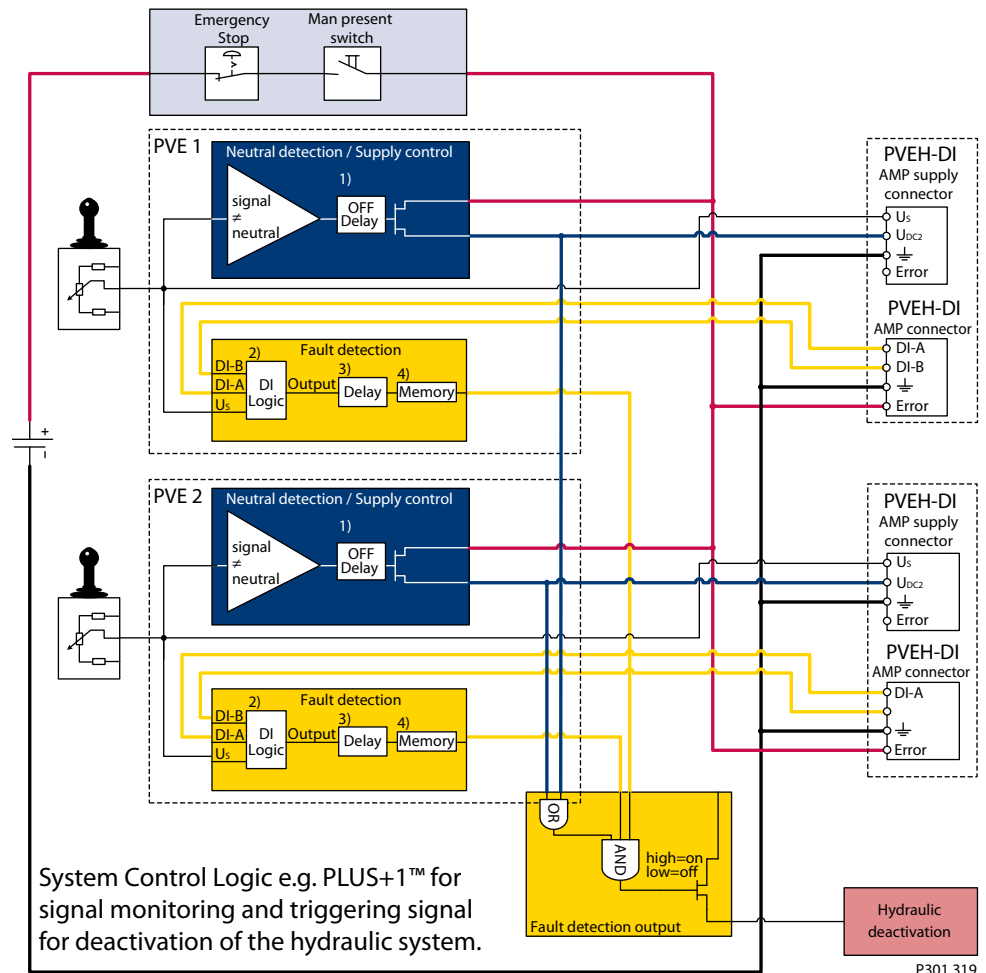 Emergency
Stop
Man present
switch
PVE 1
Neutral detection / Supply control
1)
signal
≠
neutral
OFF
Delay
PVEH-DI
AMP supply
connector
Us
UDC2
Error
PVEH-DI
AMP connector
DI-A
DI-B
Error
Fault detection
2)
3)
4)
DI-B
DI-A
Us
DI
Logic
Output
Delay
Memory
+
-
PVE 2
Neutral detection / Supply control
1)
signal
≠
neutral
OFF
Delay
PVEH-DI
AMP supply
connector
Us
UDC2
Error
PVEH-DI
AMP connector
DI-A
Error
Fault detection
2)
3)
4)
DI-B
DI-A
Us
DI
Logic
Output
Delay
Memory
OR
AND
high=on
low=off
Fault detection output
System Control Logic e.g. PLUS+1™ for
signal monitoring and triggering signal
for deactivation of the hydraulic system.
Hydraulic
deactivation
P301 319